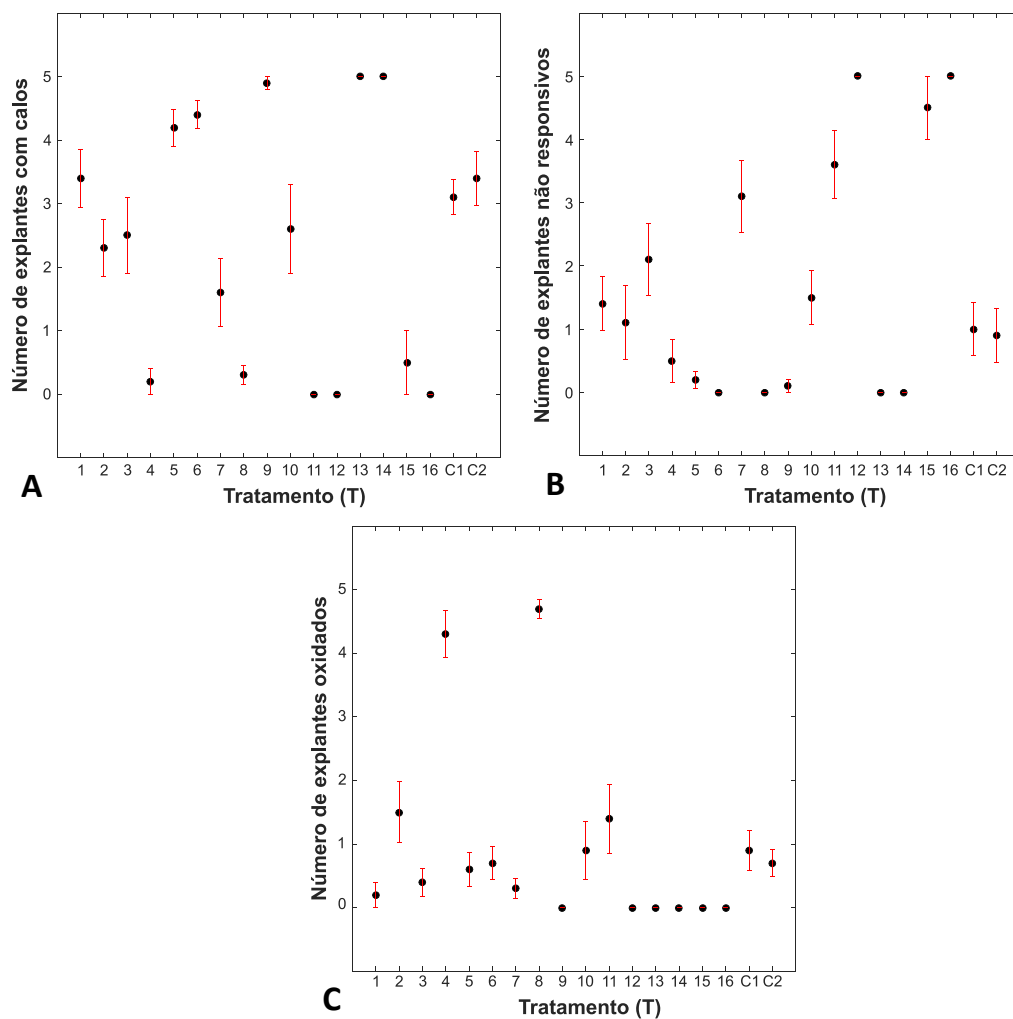 Número de explantes com calos
5
4
3
2
1
0
1 2 3 4 5 6 7 8 9 10 11 12 13 14 15 16 C1 C2
Tratamento (T)
A
Número de explantes não responsivos
5
4
3
2
1
0
1 2 3 4 5 6 7 8 9 10 11 12 13 14 15 16 C1 C2
Tratamento (T)
B
Número de explantes oxidados
5
4
3
2
1
0
1 2 3 4 5 6 7 8 9 10 11 12 13 14 15 16 C1 C2
Tratamento (T)
C